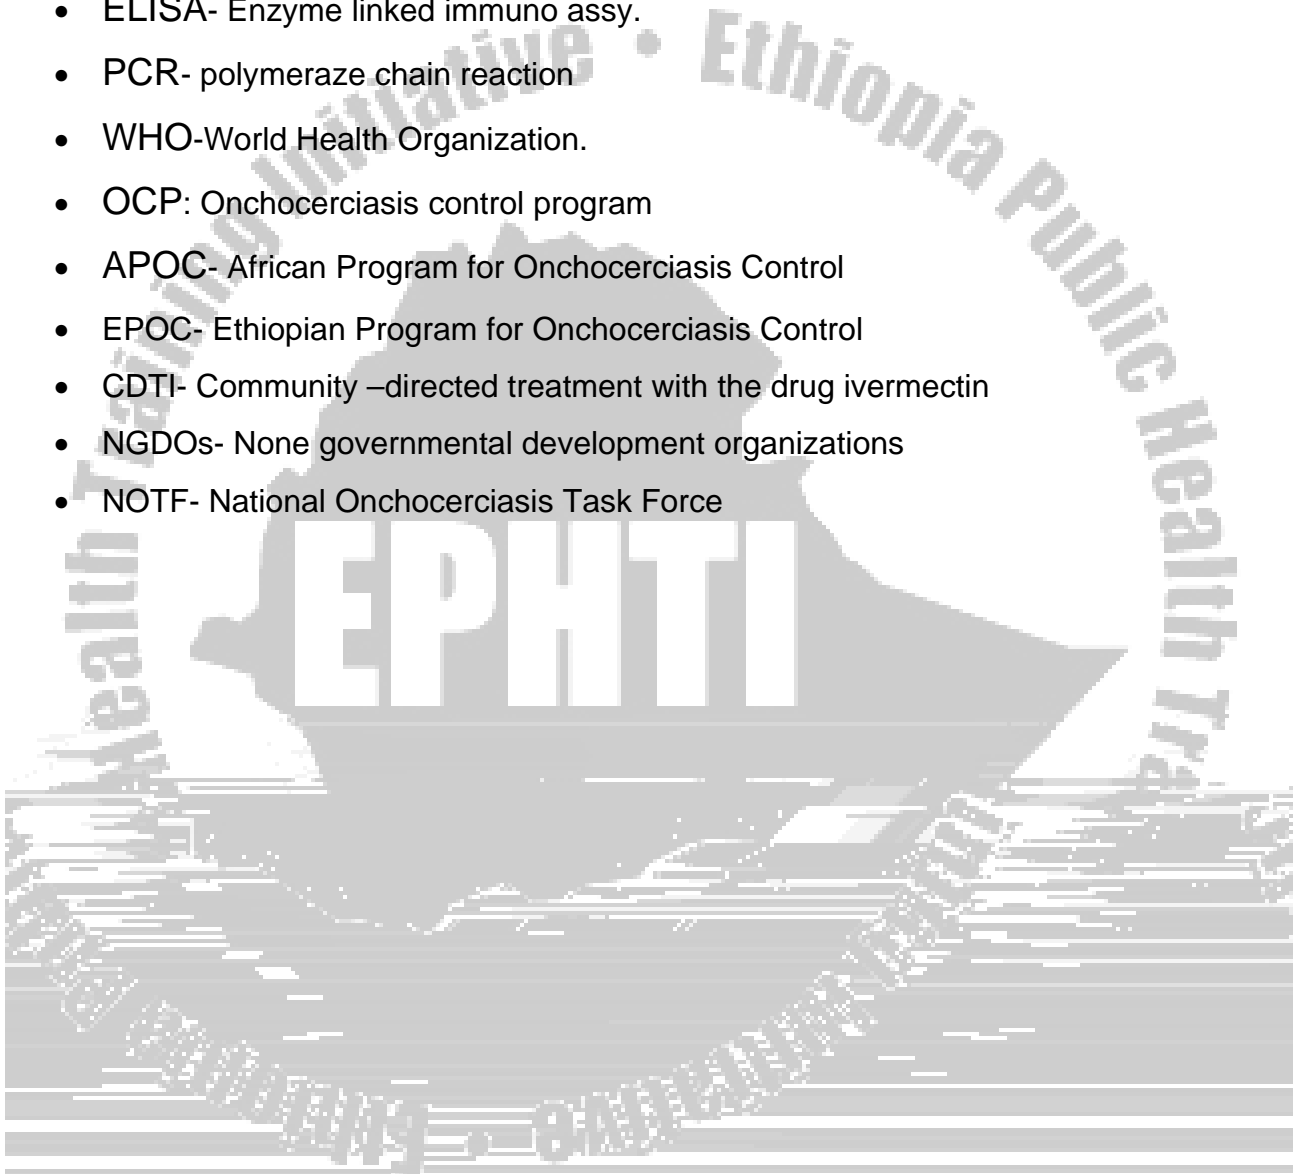 • ELISA- Enzyme linked immuno assy.
• PCR- polymeraze chain reaction
• WHO-World Health Organization.
• OCP: Onchocerciasis control program
• APOC- African Program for Onchocerciasis Control
• EPOC- Ethiopian Program for Onchocerciasis Control
• CDTI- Community –directed treatment with the drug ivermectin
• NGDOs- None governmental development organizations
• NOTF- National Onchocerciasis Task Force
EPHTI
Health Training Initiative • Ethiopia Public Health Tra